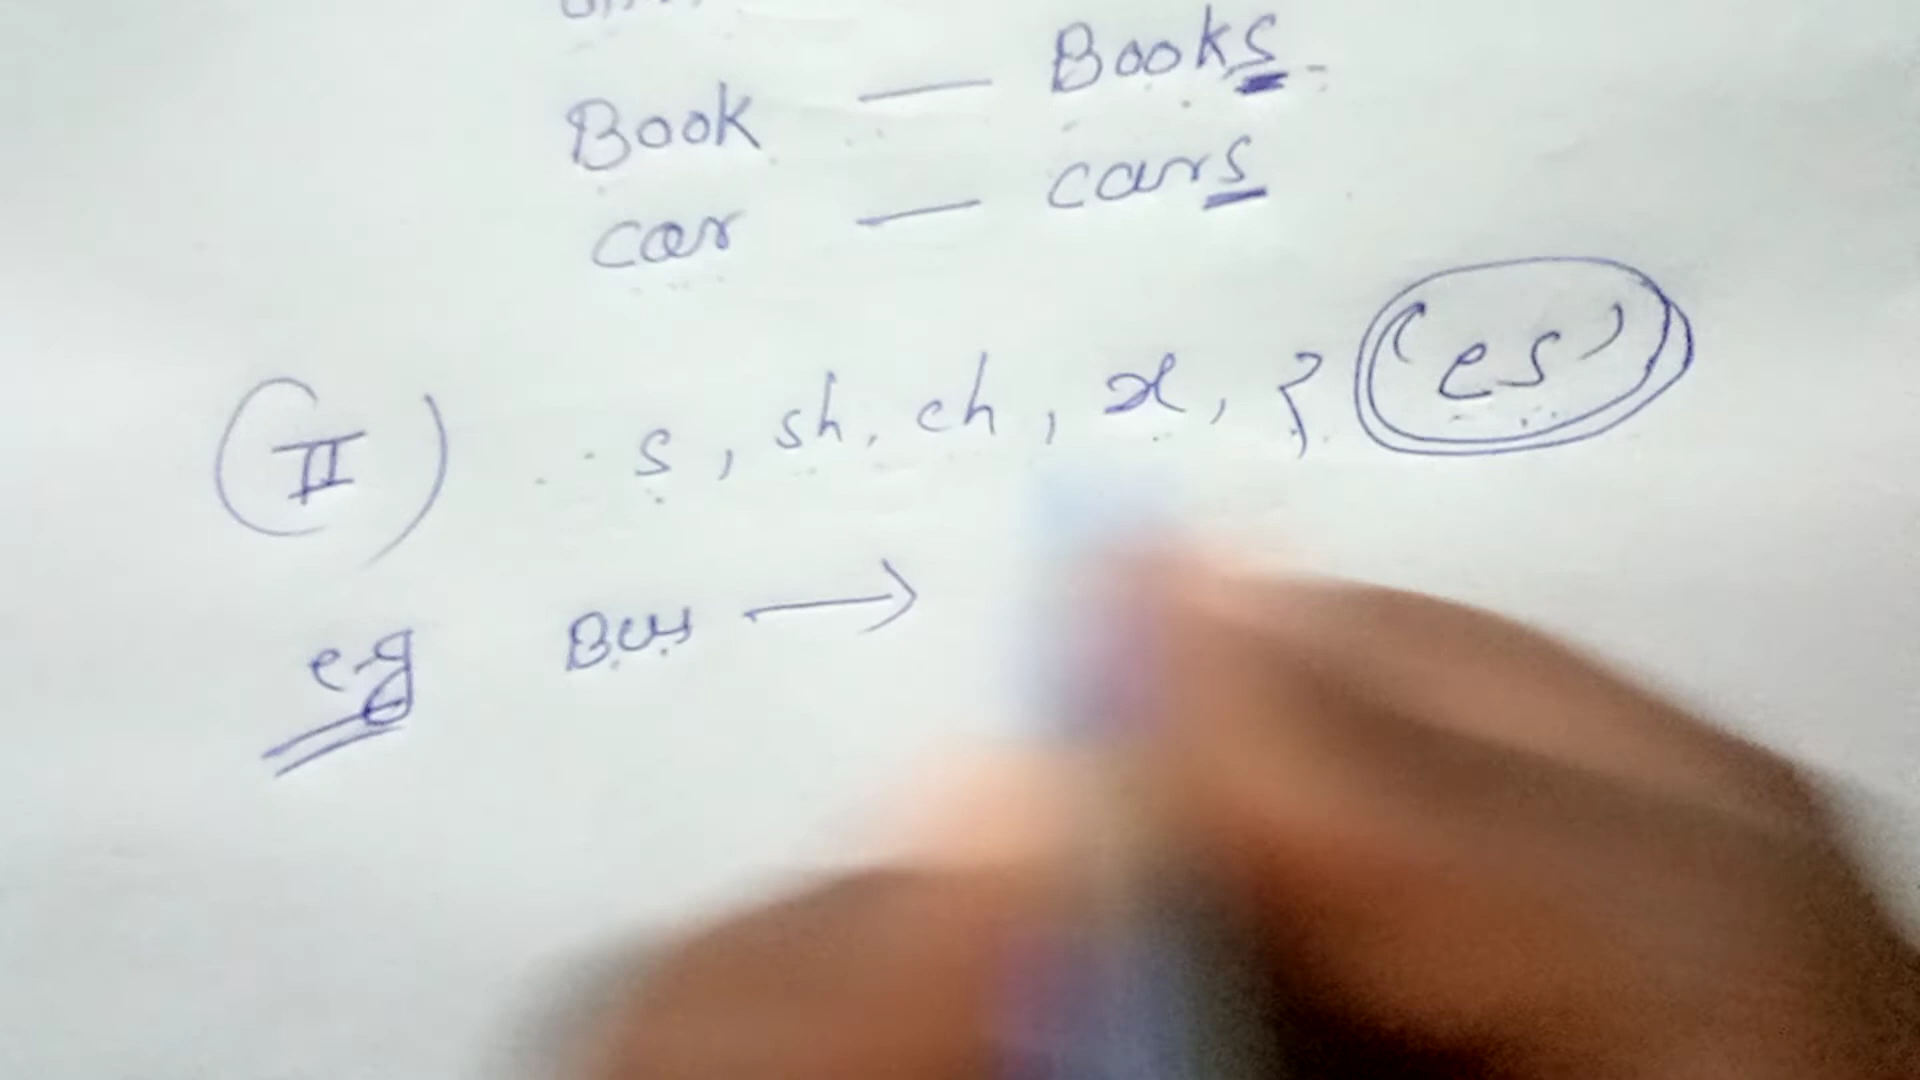 Book — Books
car — cars
(II) s, sh, ch, x, z (es)
eg Bus →